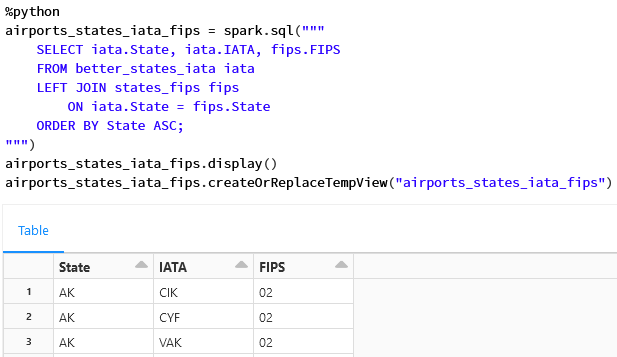 %python
airports_states_iata_fips = spark.sql("""
    SELECT iata.State, iata.IATA, fips.FIPS
    FROM better_states_iata iata
    LEFT JOIN states_fips fips
        ON iata.State = fips.State
    ORDER BY State ASC;
""")
airports_states_iata_fips.display()
airports_states_iata_fips.createOrReplaceTempView("airports_states_iata_fips")
Table
State IATA FIPS
1 AK CIK 02
2 AK CYF 02
3 AK VAK 02